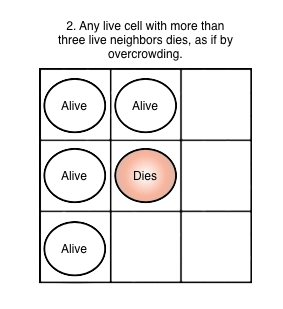 2. Any live cell with more than
three live neighbors dies, as if by
overcrowding.
Alive Alive
Alive Dies
Alive